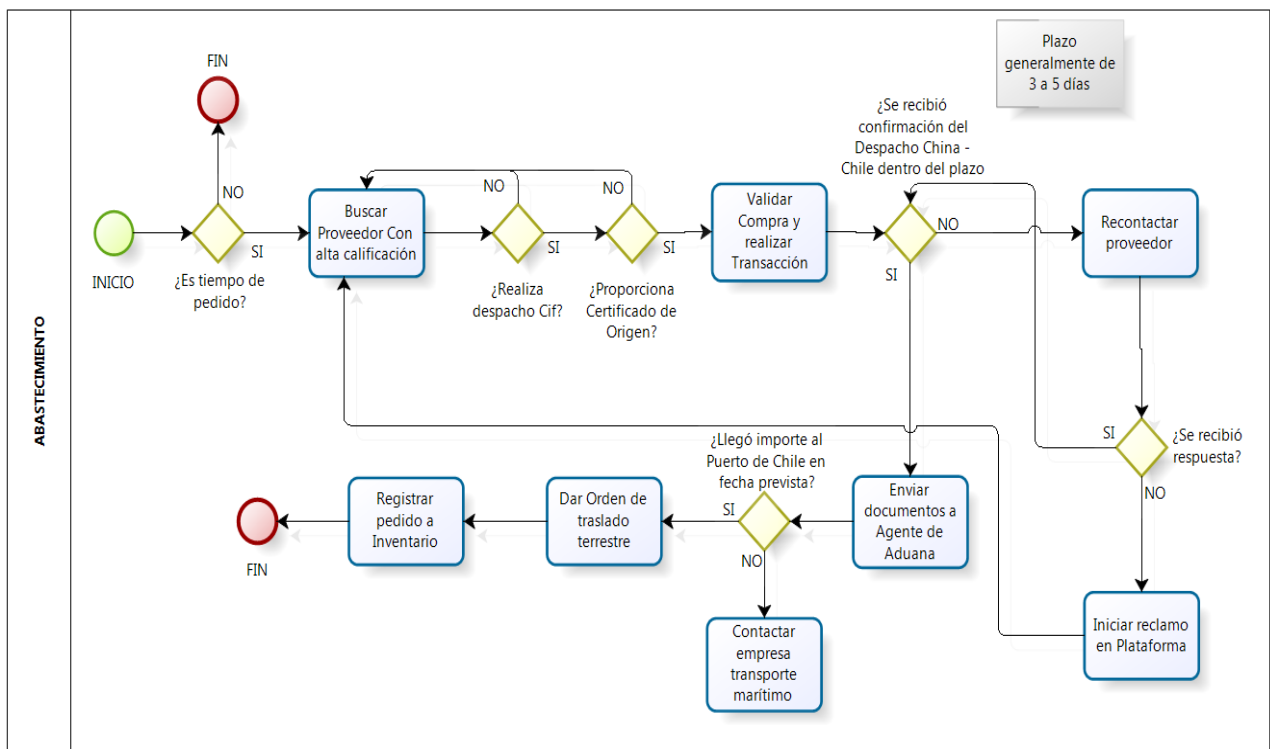 ABASTECIMIENTO
Plazo
generalmente de
3 a 5 días
FIN
NO
INICIO
SI
¿Es tiempo de
pedido?
Buscar
Proveedor Con
alta calificación
NO
SI
¿Realiza
despacho Cif?
NO
SI
¿Proporciona
Certificado de
Origen?
Validar
Compra y
realizar
Transacción
¿Se recibió
confirmación del
Despacho China -
Chile dentro del plazo
NO
SI
Recontactar
proveedor
SI
¿Se recibió
respuesta?
NO
Iniciar reclamo
en Plataforma
Enviar
documentos a
Agente de
Aduana
¿Llegó importe al
Puerto de Chile en
fecha prevista?
SI
NO
Contactar
empresa
transporte
marítimo
Dar Orden de
traslado
terrestre
Registrar
pedido a
Inventario
FIN